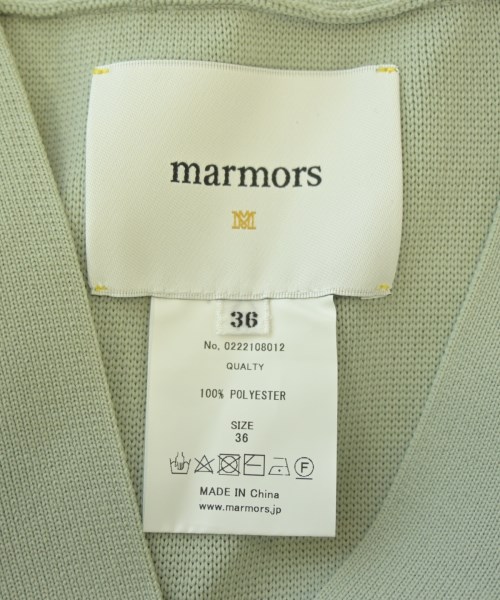 marmors
M
36
No. 0222108012
QUALTY
100% POLYESTER
SIZE
36
F
MADE IN China
www.marmors.jp